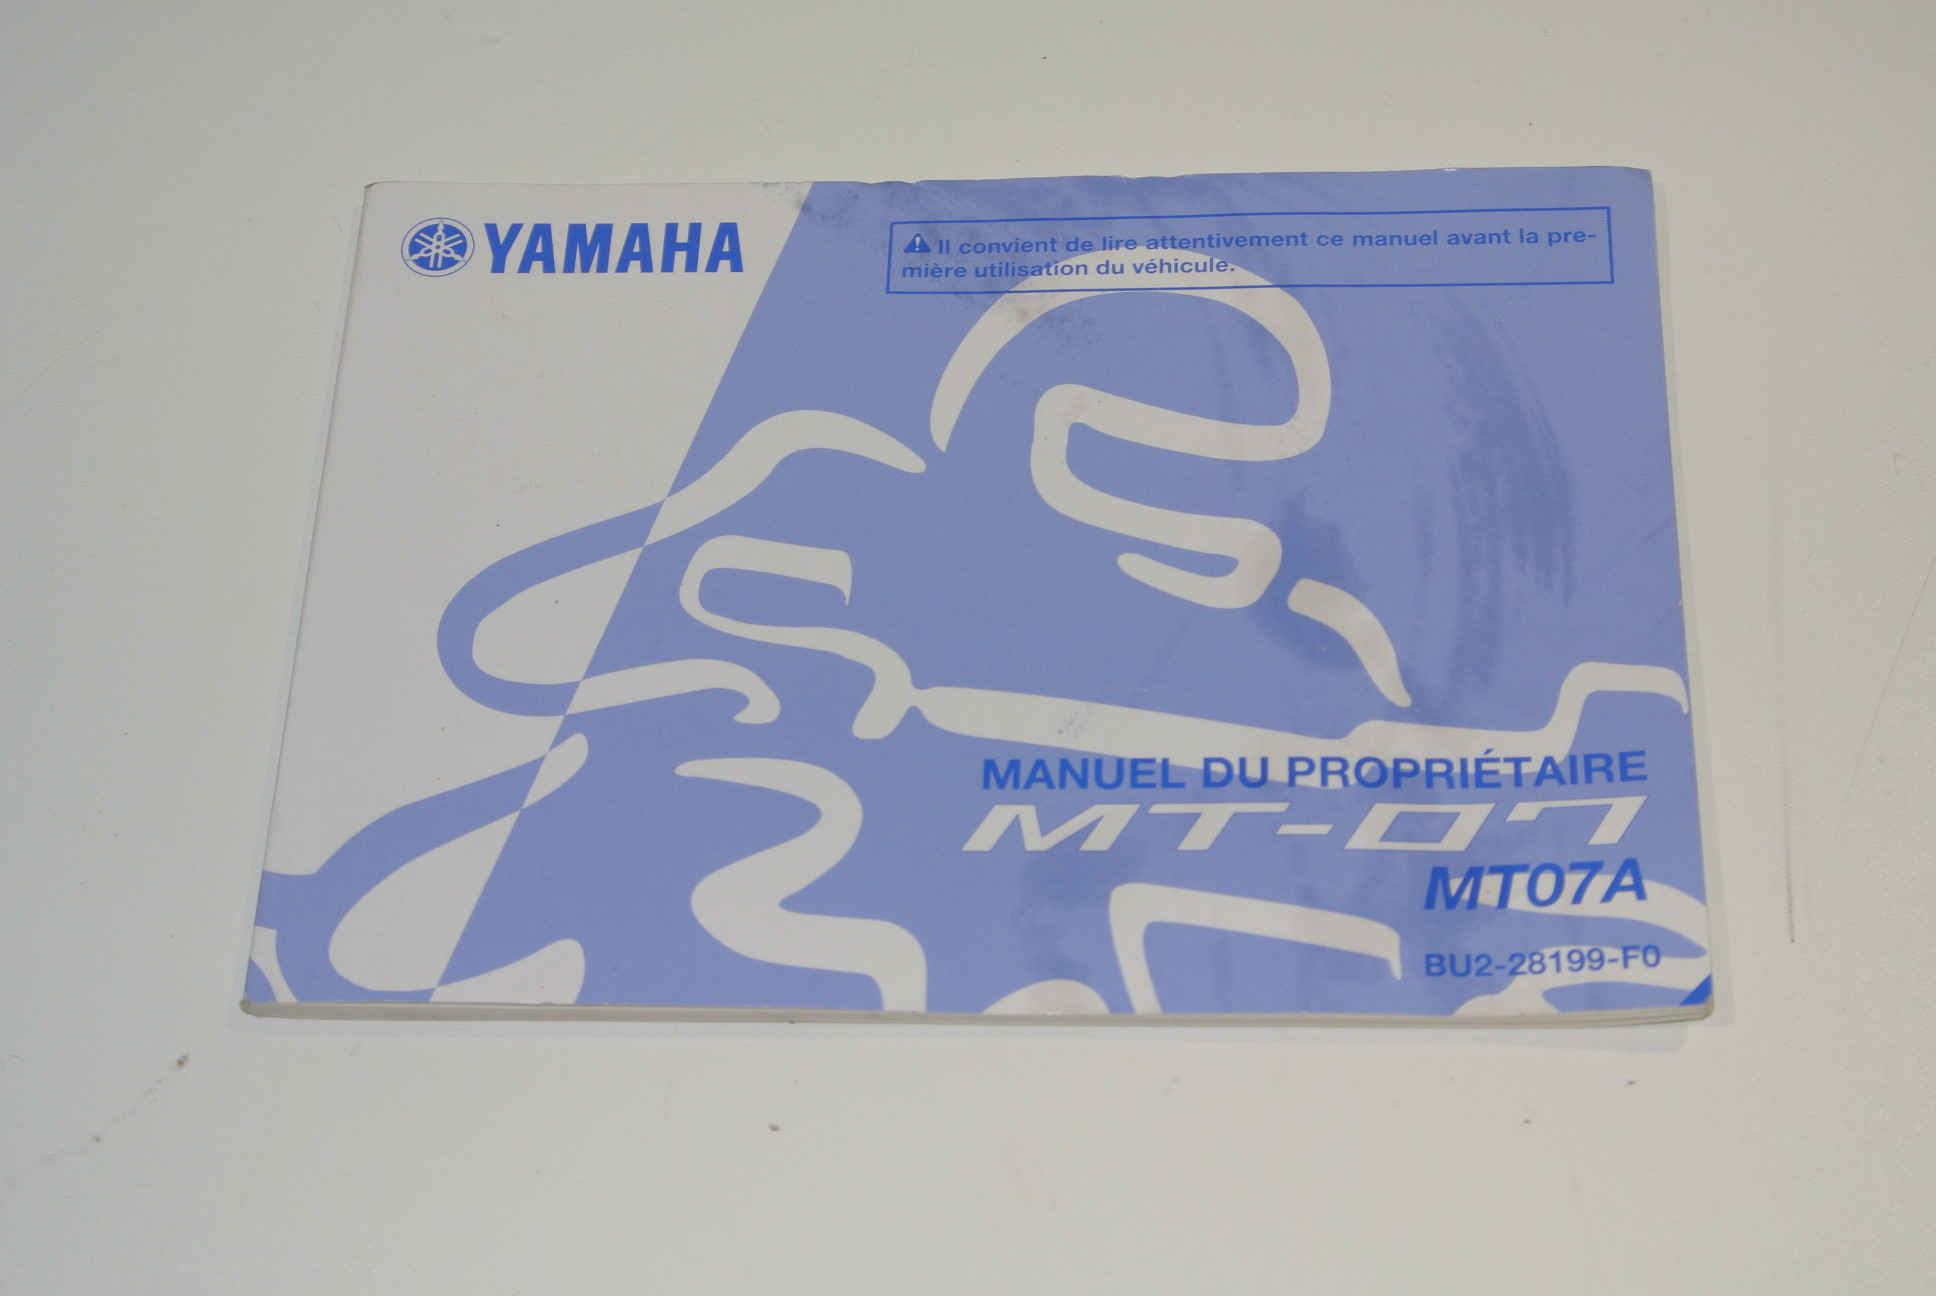 YAMAHA
Il convient de lire attentivement ce manuel avant la pre-
mière utilisation du véhicule.
MANUEL DU PROPRIÉTAIRE
MT-07
MT07A
BU2-28199-F0